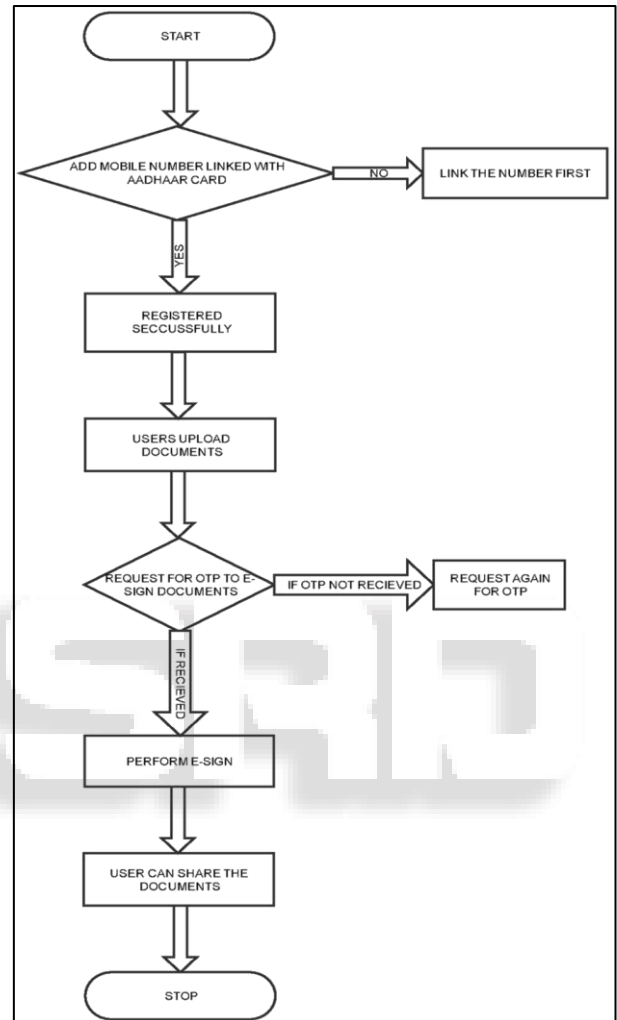 START
ADD MOBILE NUMBER LINKED WITH
AADHAAR CARD
NO
LINK THE NUMBER FIRST
YES
REGISTERED
SECCUSSFULLY
USERS UPLOAD
DOCUMENTS
REQUEST FOR OTP TO E-
SIGN DOCUMENTS
IF OTP NOT RECIEVED
REQUEST AGAIN
FOR OTP
IF RECIEVED
SRD
PERFORM E-SIGN
USER CAN SHARE THE
DOCUMENTS
STOP